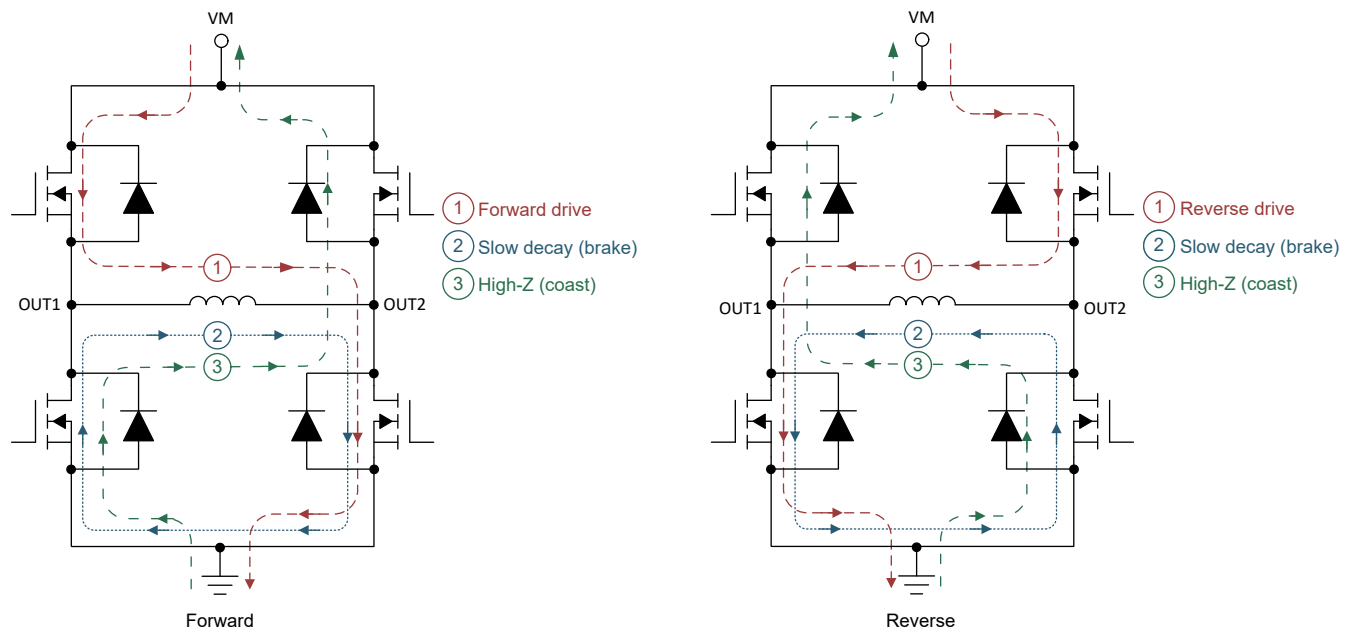 VM
1 Forward drive
2 Slow decay (brake)
3 High-Z (coast)
1
OUT1
OUT2
2
3
Forward
VM
1 Reverse drive
2 Slow decay (brake)
3 High-Z (coast)
1
OUT1
OUT2
2
3
Reverse